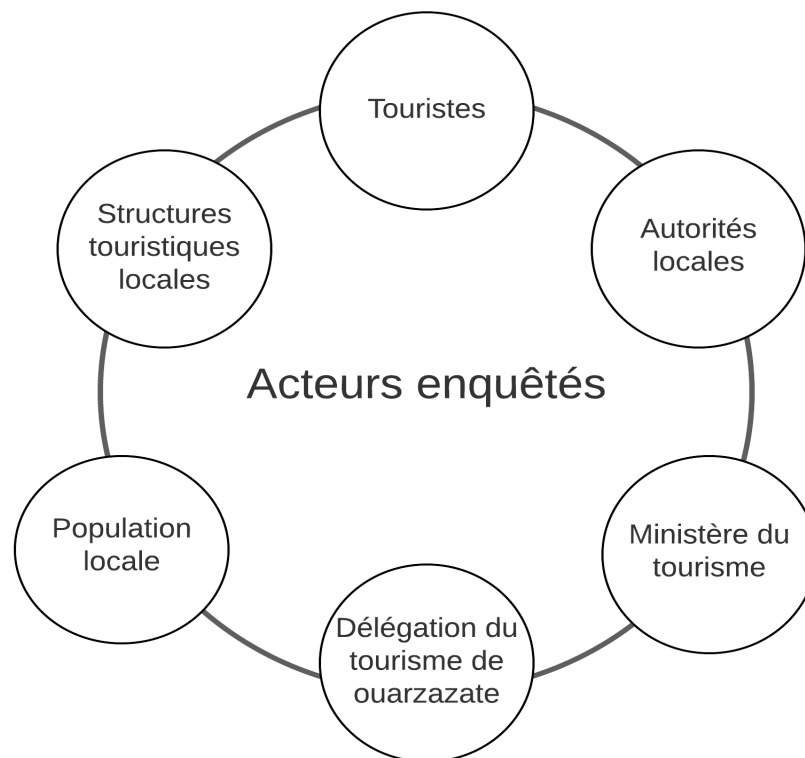 Touristes
Structures
touristiques
locales
Autorités
locales
Acteurs enquêtés
Population
locale
Ministère du
tourisme
Délégation du
tourisme de
ouarzazate